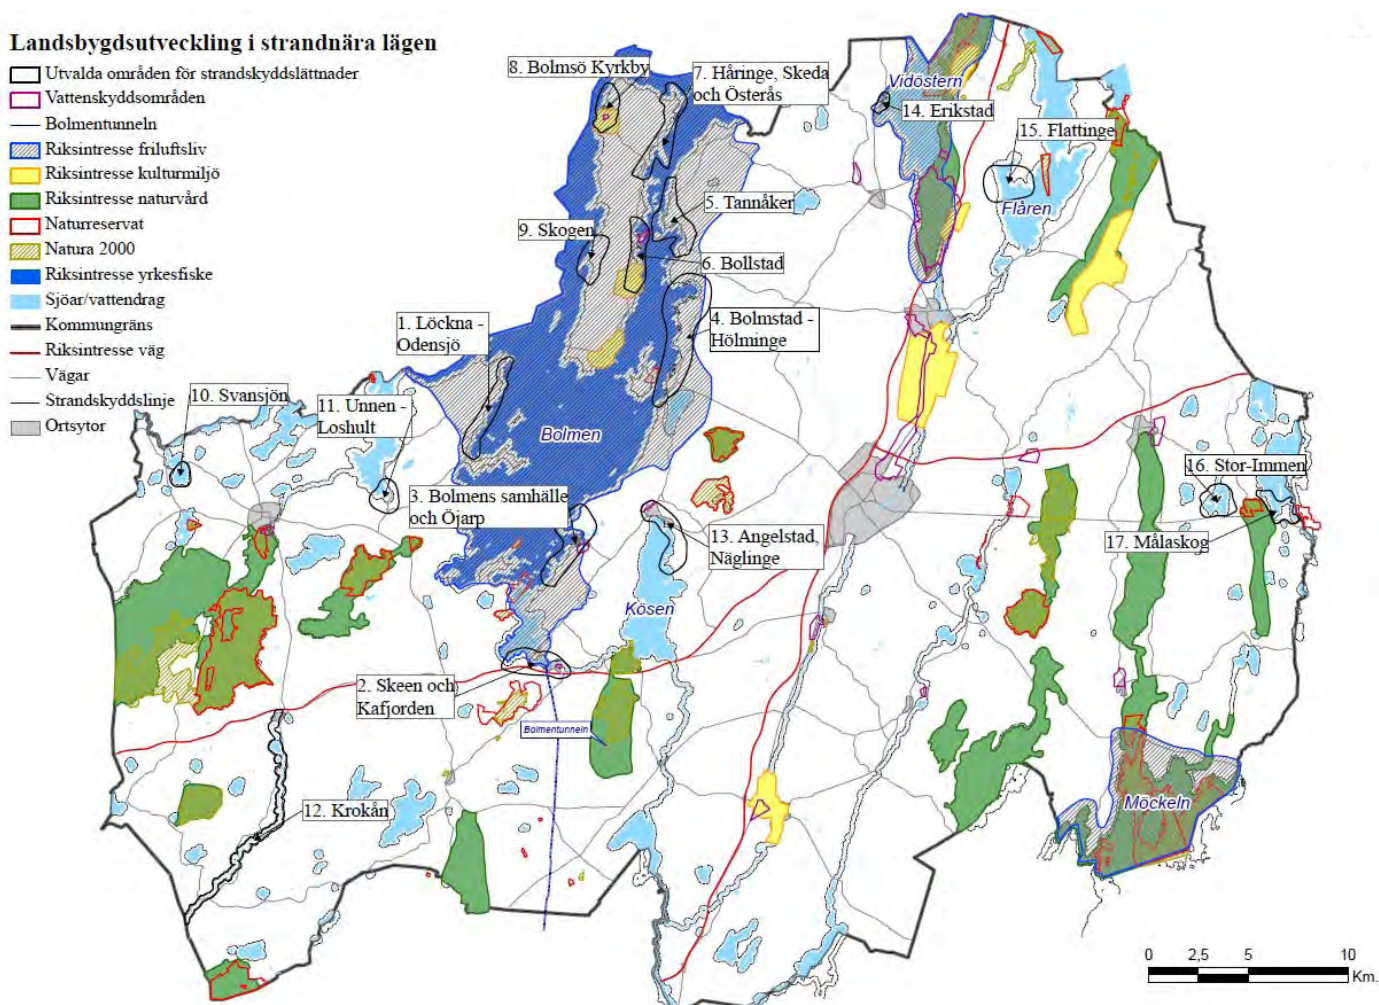 Landsbygdsutveckling i strandnära lägen
Utvalda områden för strandskyddslättnader
Vattenskyddsområden
Bolmentunneln
Riksintresse friluftsliv
Riksintresse kulturmiljö
Riksintresse naturvård
Naturreservat
Natura 2000
Riksintresse yrkesfiske
Sjöar/vattendrag
Kommungräns
Riksintresse väg
Vägar
Strandskyddslinje
Ortsytor
8. Bolmsö Kyrkby
7. Håringe, Skeda
och Österås
Vidöstern
14. Erikstad
15. Flattinge
Flåren
5. Tannåker
9. Skogen
6. Bollstad
1. Löckna -
Odensjö
4. Bolmstad -
Hölminge
10. Svansjön
11. Unnen -
Loshult
Bolmen
3. Bolmens samhälle
och Öjarp
13. Angelstad,
Näglinge
16. Stor-Immen
17. Målaskog
Kösen
2. Skeen och
Kafjorden
Bolmentunneln
12. Krokån
Möckeln
0 2,5 5 10
Km.